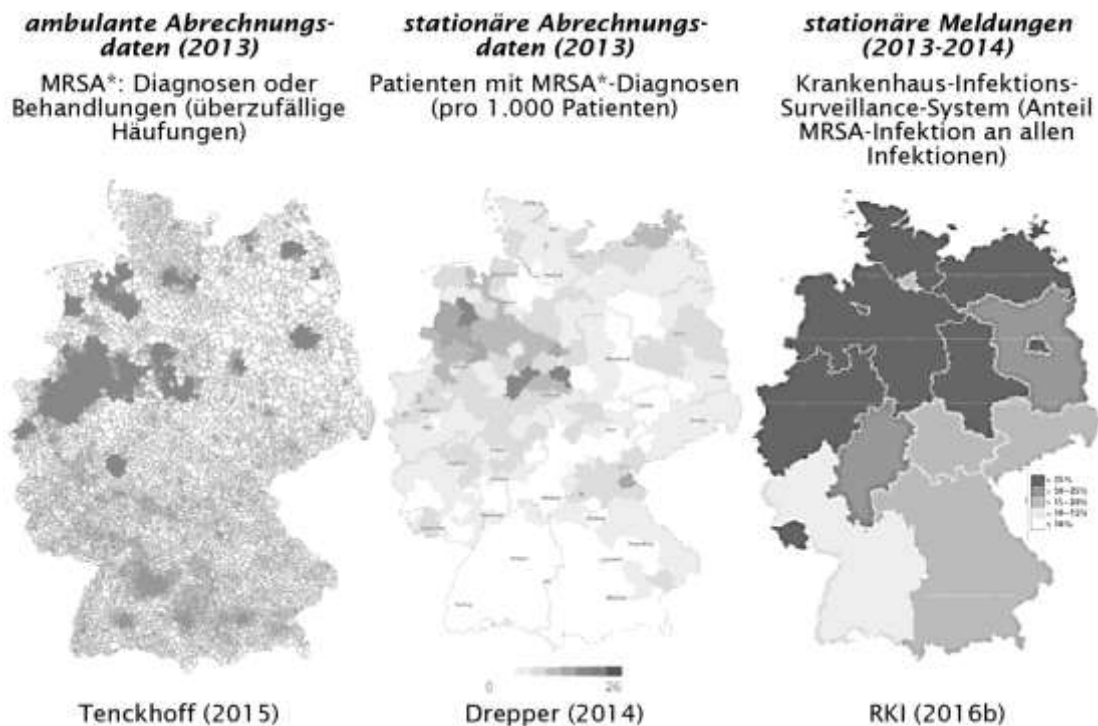 ambulante Abrechnungs-
daten (2013)
MRSA*: Diagnosen oder
Behandlungen (überzufällige
Häufungen)
stationäre Abrechnungs-
daten (2013)
Patienten mit MRSA*-Diagnosen
(pro 1.000 Patienten)
stationäre Meldungen
(2013-2014)
Krankenhaus-Infektions-
Surveillance-System (Anteil
MRSA-Infektion an allen
Infektionen)
0
26
Tenckhoff (2015)
Drepper (2014)
RKI (2016b)